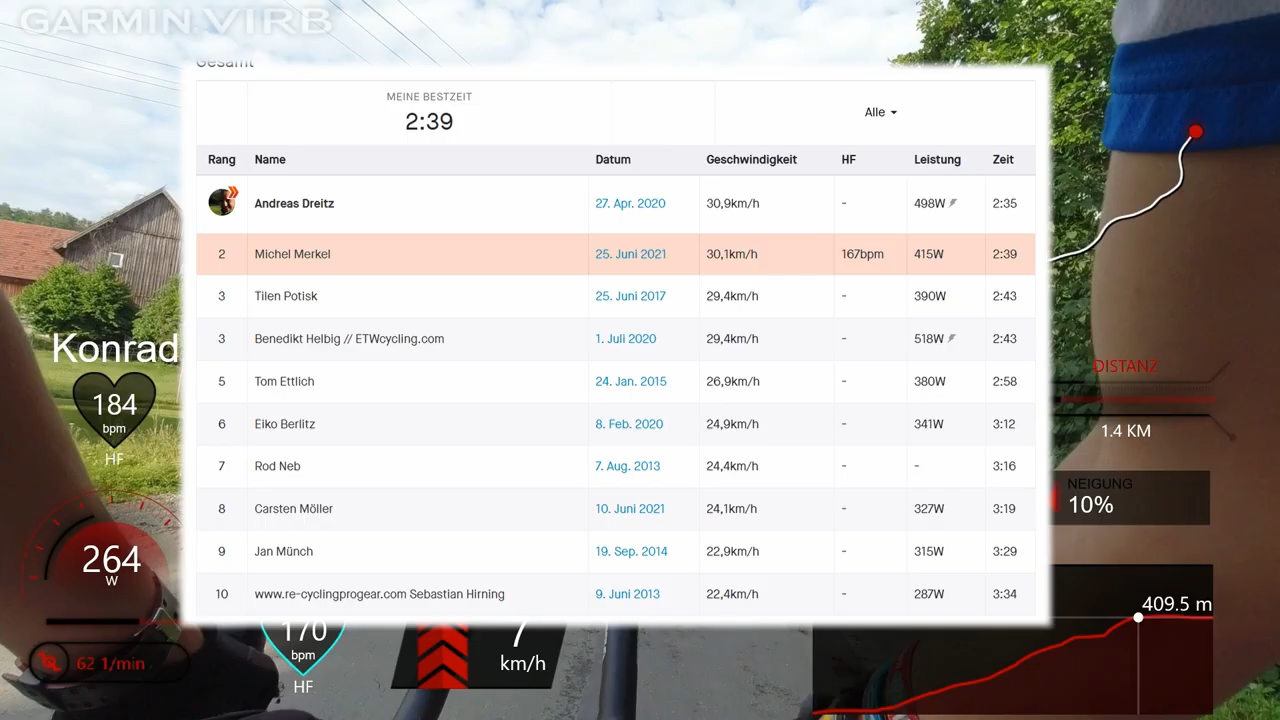 GARMIN.VIRB
Gesamt
MEINE BESTZEIT
2:39
Alle
Rang Name Datum Geschwindigkeit HF Leistung Zeit
Andreas Dreitz 27. Apr. 2020 30,9km/h - 498W 2:35
2 Michel Merkel 25. Juni 2021 30,1km/h 167bpm 415W 2:39
3 Tilen Potisk 25. Juni 2017 29,4km/h - 390W 2:43
3 Benedikt Helbig // ETWcycling.com 1. Juli 2020 29,4km/h - 518W 2:43
5 Tom Ettlich 24. Jan. 2015 26,9km/h - 380W 2:58
6 Eiko Berlitz 8. Feb. 2020 24,9km/h - 341W 3:12
7 Rod Neb 7. Aug. 2013 24,4km/h - - 3:16
8 Carsten Möller 10. Juni 2021 24,1km/h - 327W 3:19
9 Jan Münch 19. Sep. 2014 22,9km/h - 315W 3:29
10 www.re-cyclingprogear.com Sebastian Hirning 9. Juni 2013 22,4km/h - 287W 3:34
Konrad
184
bpm
HF
264
W
62 1/min
170
bpm
HF
7
km/h
DISTANZ
1.4 KM
NEIGUNG
10%
409.5 m